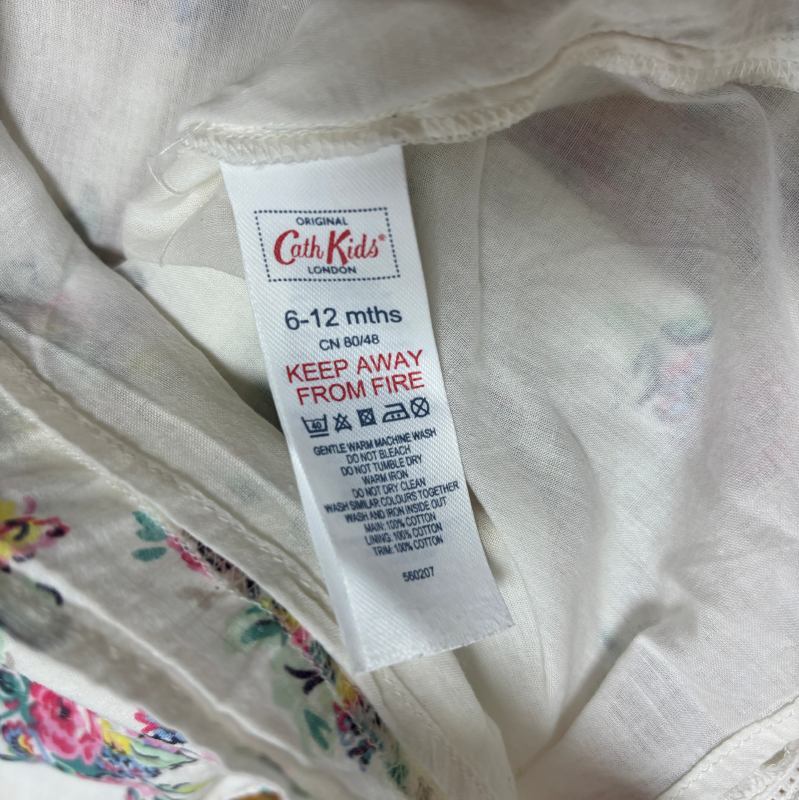 ORIGINAL
Cath Kids®
LONDON
6-12 mths
CN 80/48
KEEP AWAY
FROM FIRE
40
GENTLE WARM MACHINE WASH
DO NOT BLEACH
DO NOT TUMBLE DRY
WARM IRON
DO NOT DRY CLEAN
WASH SIMILAR COLOURS TOGETHER
WASH AND IRON INSIDE OUT
MAIN: 100% COTTON
LINING: 100% COTTON
TRIM: 100% COTTON
560207